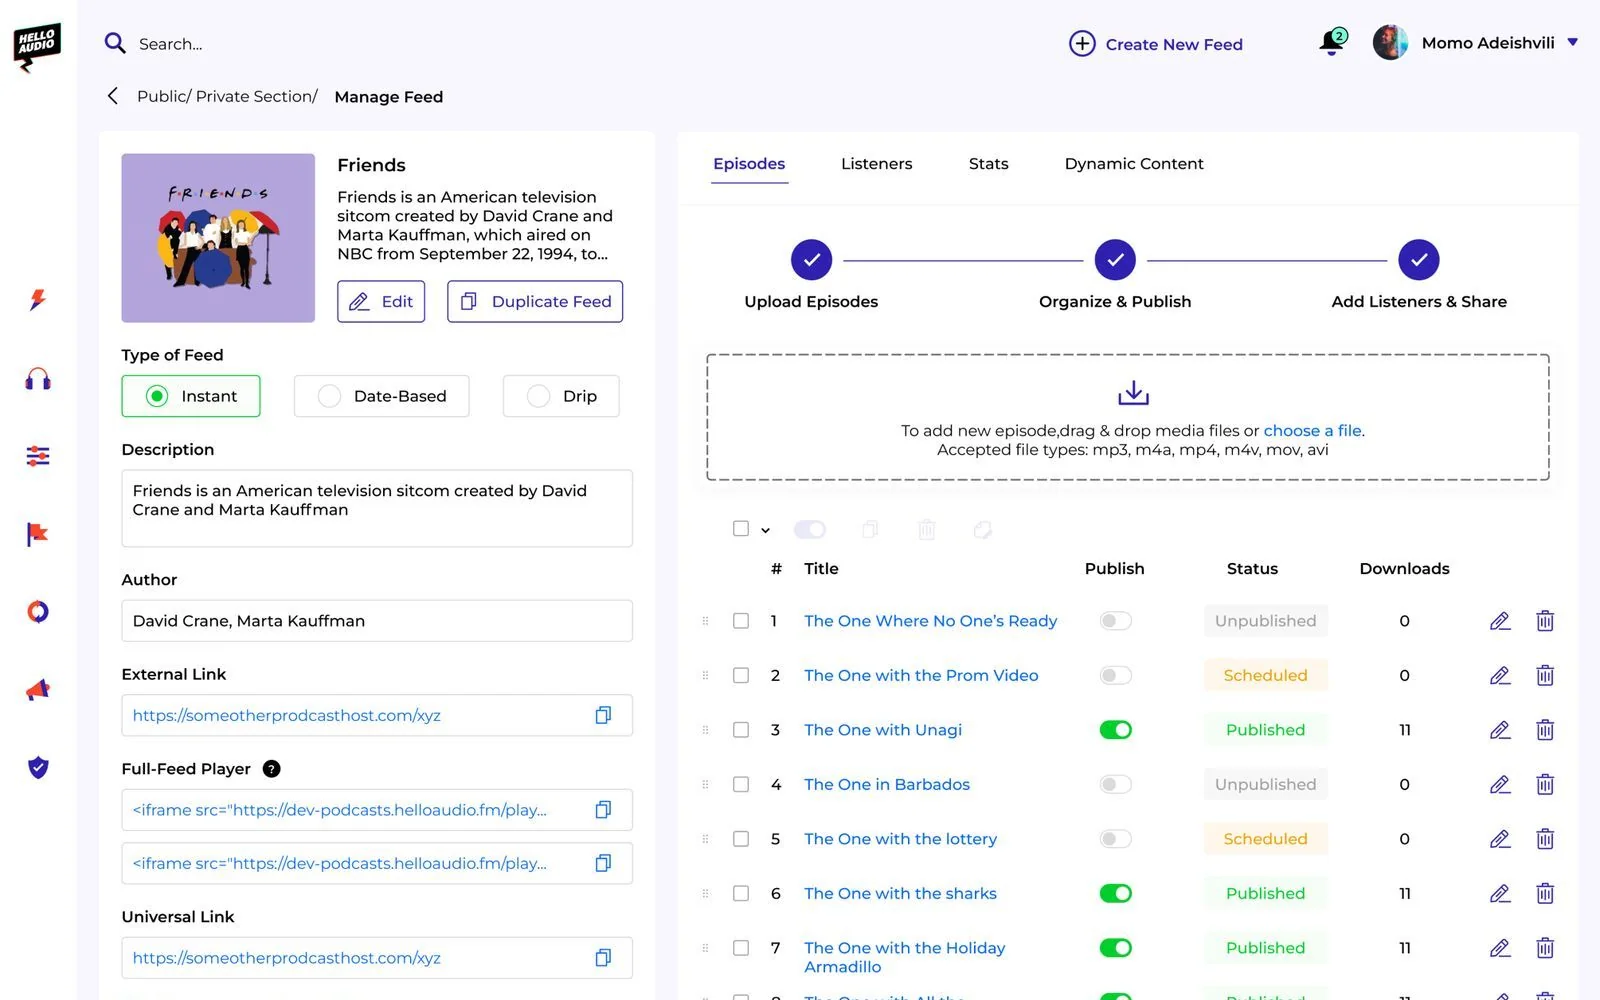 HELLO
AUDIO
Search...
Create New Feed
2
Momo Adeishvili
Public/ Private Section/ Manage Feed
F·R·I·E·N·D·S
Friends
Friends is an American television
sitcom created by David Crane and
Marta Kauffman, which aired on
NBC from September 22, 1994, to...
Edit
Duplicate Feed
Type of Feed
Instant
Date-Based
Drip
Description
Friends is an American television sitcom created by David
Crane and Marta Kauffman
Author
David Crane, Marta Kauffman
External Link
https://someotherprodcasthost.com/xyz
Full-Feed Player ?
<iframe src="https://dev-podcasts.helloaudio.fm/play...
<iframe src="https://dev-podcasts.helloaudio.fm/play...
Universal Link
https://someotherprodcasthost.com/xyz
Episodes Listeners Stats Dynamic Content
Upload Episodes Organize & Publish Add Listeners & Share
To add new episode,drag & drop media files or choose a file.
Accepted file types: mp3, m4a, mp4, m4v, mov, avi
# Title Publish Status Downloads
1 The One Where No One’s Ready Unpublished 0
2 The One with the Prom Video Scheduled 0
3 The One with Unagi Published 11
4 The One in Barbados Unpublished 0
5 The One with the lottery Scheduled 0
6 The One with the sharks Published 11
7 The One with the Holiday Published 11
Armadillo
8 The One with All the Published 11